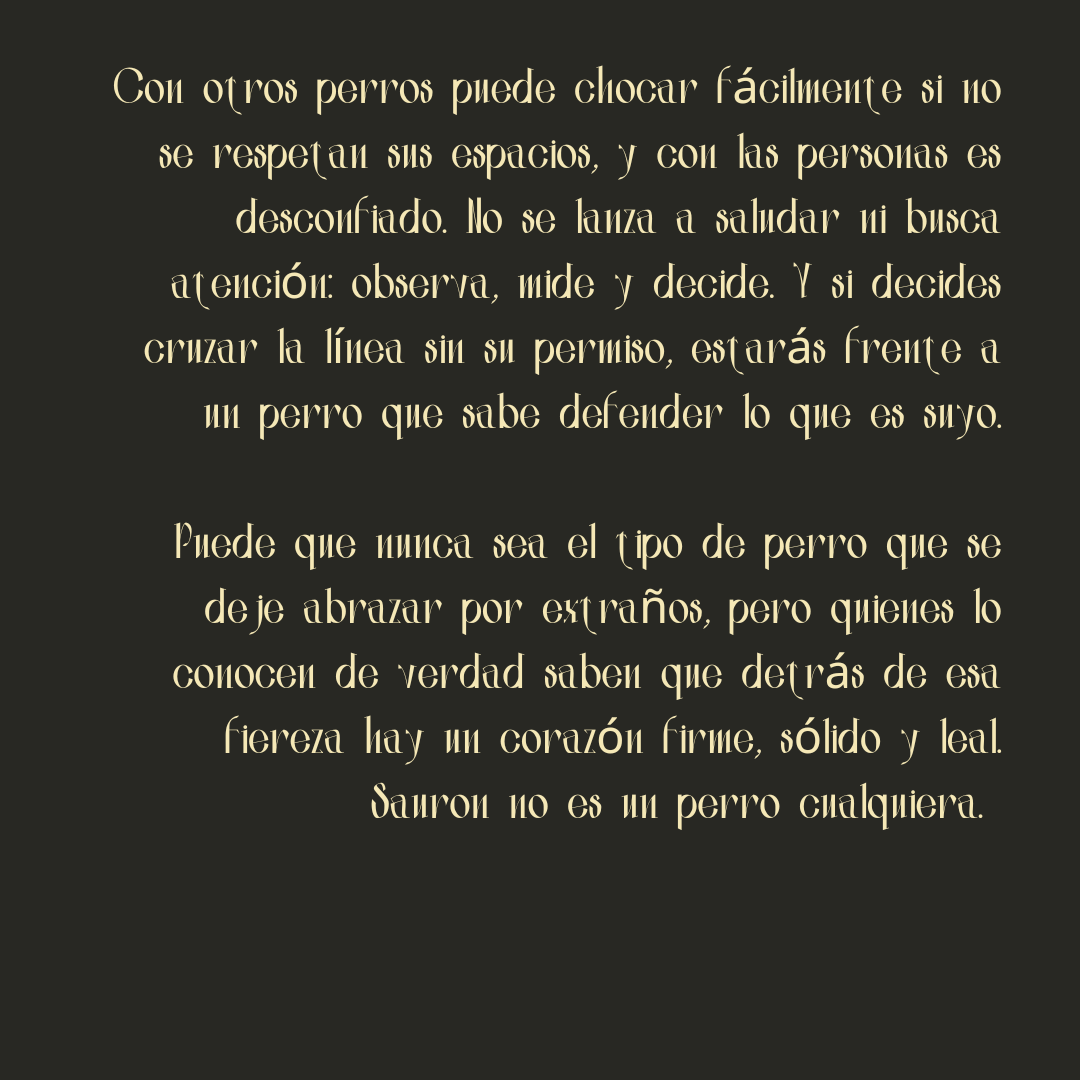 Con otros perros puede chocar fácilmente si no
se respetan sus espacios, y con las personas es
desconfiado. No se lanza a saludar ni busca
atención: observa, mide y decide. Y si decides
cruzar la línea sin su permiso, estarás frente a
un perro que sabe defender lo que es suyo.
Puede que nunca sea el tipo de perro que se
deje abrazar por extraños, pero quienes lo
conocen de verdad saben que detrás de esa
fiereza hay un corazón firme, sólido y leal.
Sauron no es un perro cualquiera.